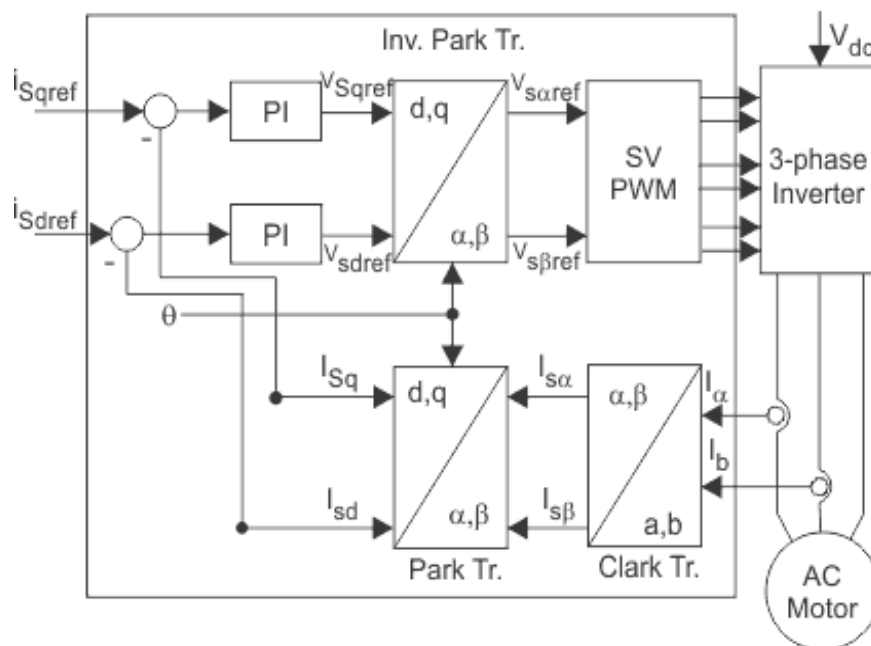 Inv. Park Tr.
V_dc
i_Sqref
PI
V_Sqref
d,q
α,β
V_sαref
SV
PWM
3-phase
Inverter
-
i_Sdref
PI
V_sdref
V_sβref
-
θ
I_Sq
d,q
α,β
I_sα
α,β
a,b
I_α
I_b
I_sd
I_sβ
Park Tr.
Clark Tr.
AC
Motor